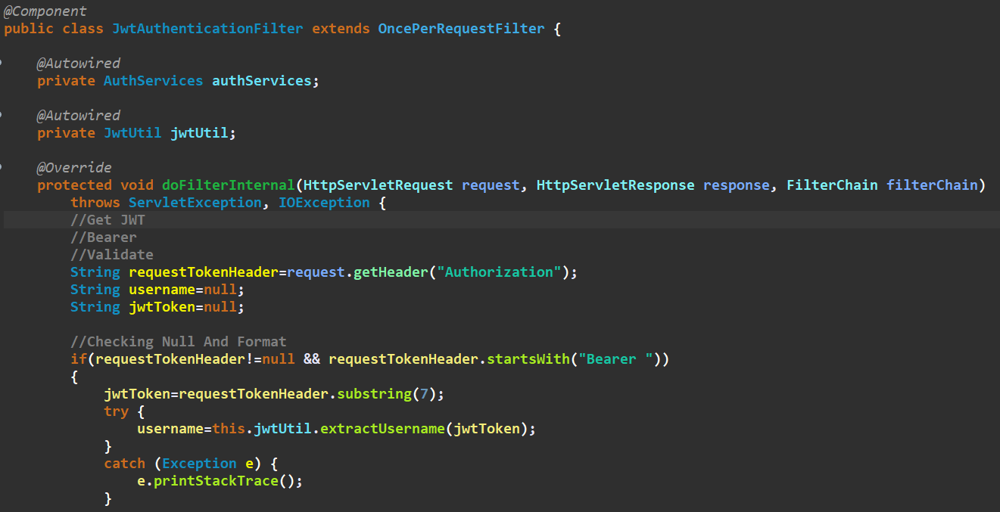 @Component
public class JwtAuthenticationFilter extends OncePerRequestFilter {
@Autowired
private AuthServices authServices;
@Autowired
private JwtUtil jwtUtil;
@Override
protected void doFilterInternal(HttpServletRequest request, HttpServletResponse response, FilterChain filterChain)
throws ServletException, IOException {
//Get JWT
//Bearer
//Validate
String requestTokenHeader=request.getHeader("Authorization");
String username=null;
String jwtToken=null;
//Checking Null And Format
if(requestTokenHeader!=null && requestTokenHeader.startsWith("Bearer "))
{
jwtToken=requestTokenHeader.substring(7);
try {
username=this.jwtUtil.extractUsername(jwtToken);
}
catch (Exception e) {
e.printStackTrace();
}